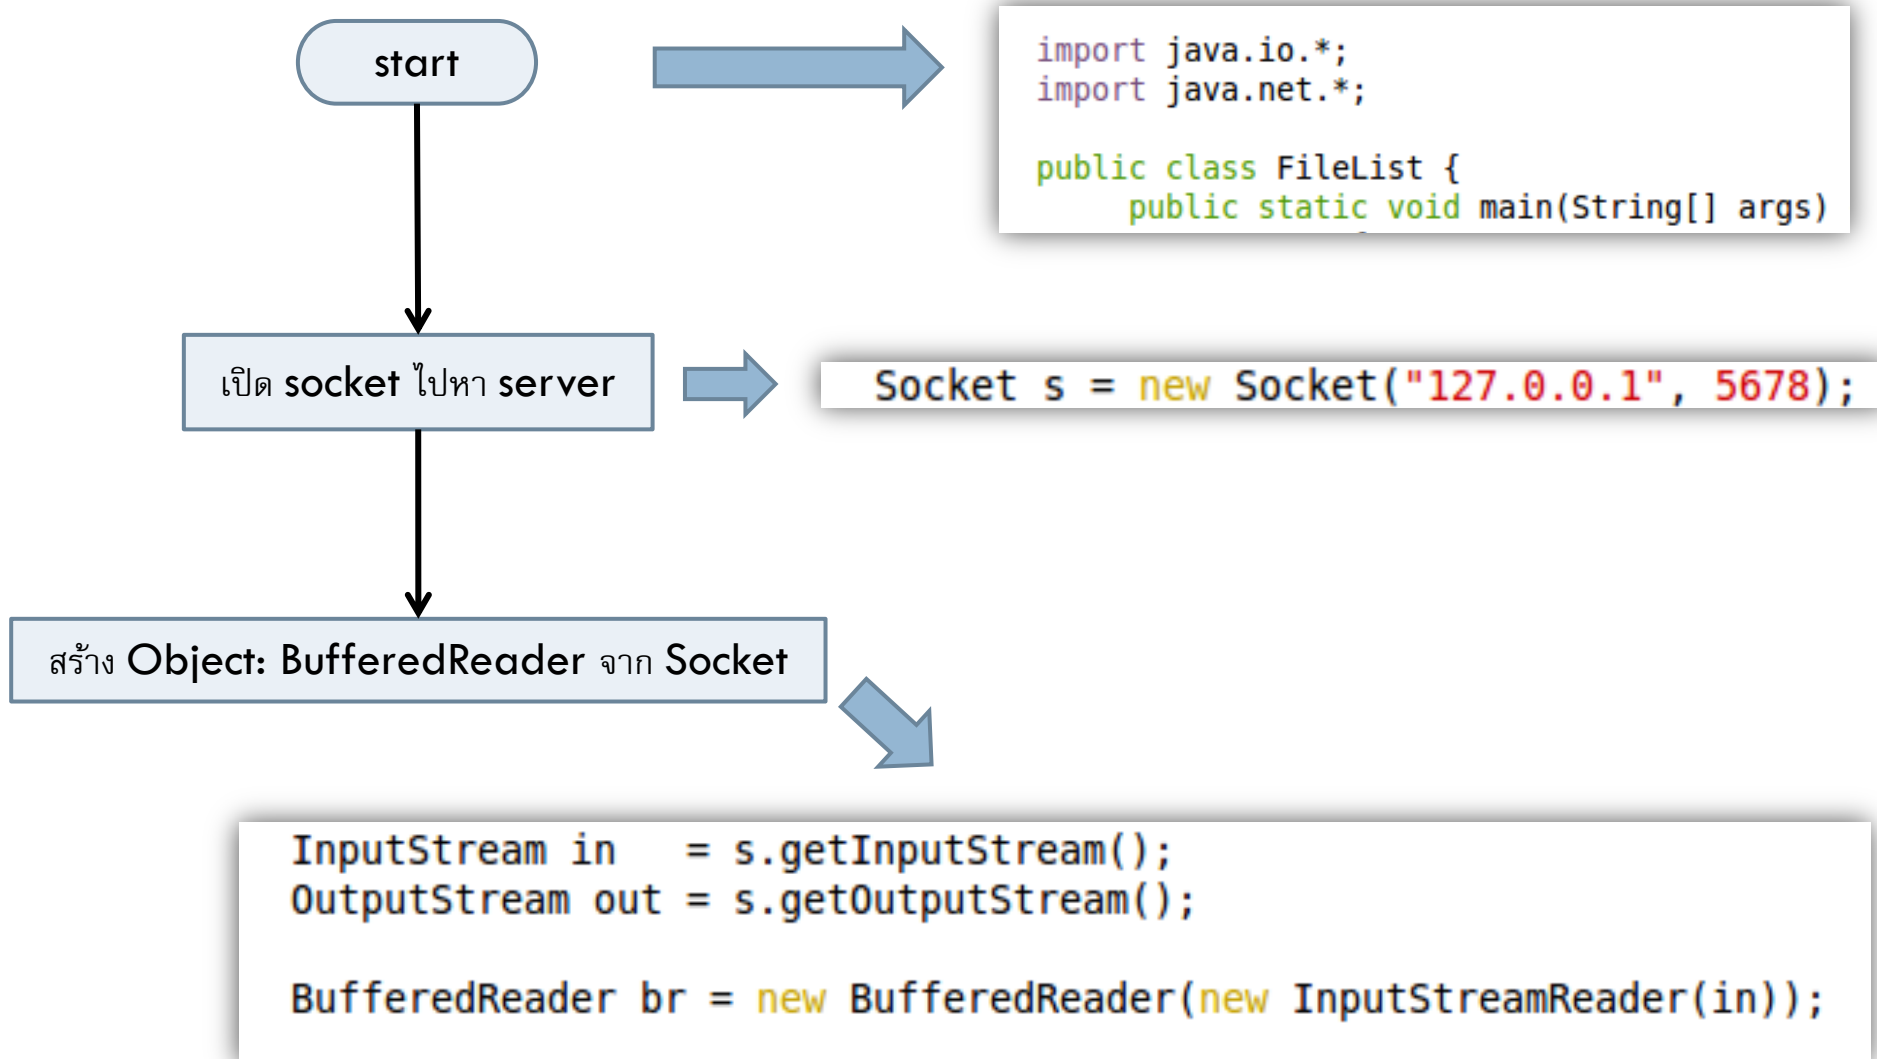 start
import java.io.*;
import java.net.*;
public class FileList {
public static void main(String[] args)
เปิด socket ไปหา server
Socket s = new Socket("127.0.0.1", 5678);
สร้าง Object: BufferedReader จาก Socket
InputStream in   = s.getInputStream();
OutputStream out = s.getOutputStream();
BufferedReader br = new BufferedReader(new InputStreamReader(in));